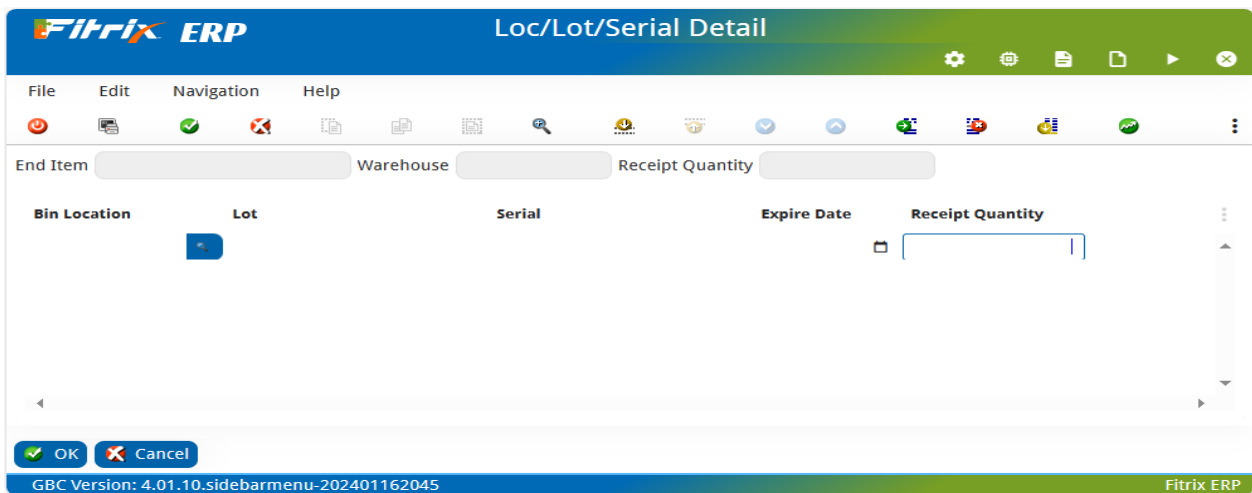 Fitrix ERP Loc/Lot/Serial Detail
File Edit Navigation Help
End Item Warehouse Receipt Quantity
Bin Location Lot Serial Expire Date Receipt Quantity
OK Cancel
GBC Version: 4.01.10.sidebarmenu-202401162045 Fitrix ERP